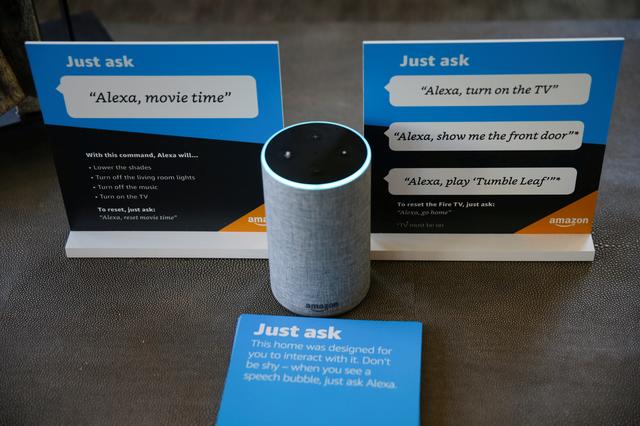 Just ask
“Alexa, movie time”
With this command, Alexa will...
• Lower the shades
• Turn off the living room lights
• Turn off the music
• Turn on the TV
To reset, just ask:
“Alexa, reset movie time”
Just ask
“Alexa, turn on the TV”
“Alexa, show me the front door”*
“Alexa, play ‘Tumble Leaf’”*
To reset the Fire TV, just ask:
“Alexa, go home”
*TV must be on
amazon
amazon
Just ask
This home was designed for
you to interact with it. Don't
be shy – when you see a
speech bubble, just ask Alexa.